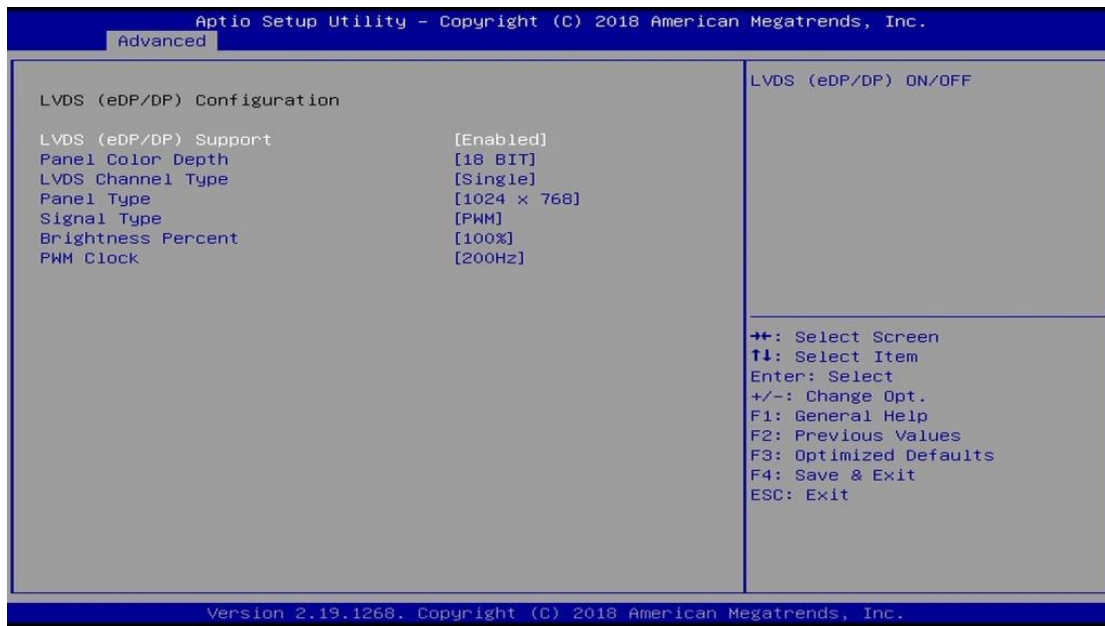 Aptio Setup Utility – Copyright (C) 2018 American Megatrends, Inc.
Advanced
LVDS (eDP/DP) Configuration
LVDS (eDP/DP) Support [Enabled]
Panel Color Depth [18 BIT]
LVDS Channel Type [Single]
Panel Type [1024 x 768]
Signal Type [PWM]
Brightness Percent [100%]
PWM Clock [200Hz]
LVDS (eDP/DP) ON/OFF
→←: Select Screen
↑↓: Select Item
Enter: Select
+/-: Change Opt.
F1: General Help
F2: Previous Values
F3: Optimized Defaults
F4: Save & Exit
ESC: Exit
Version 2.19.1268. Copyright (C) 2018 American Megatrends, Inc.